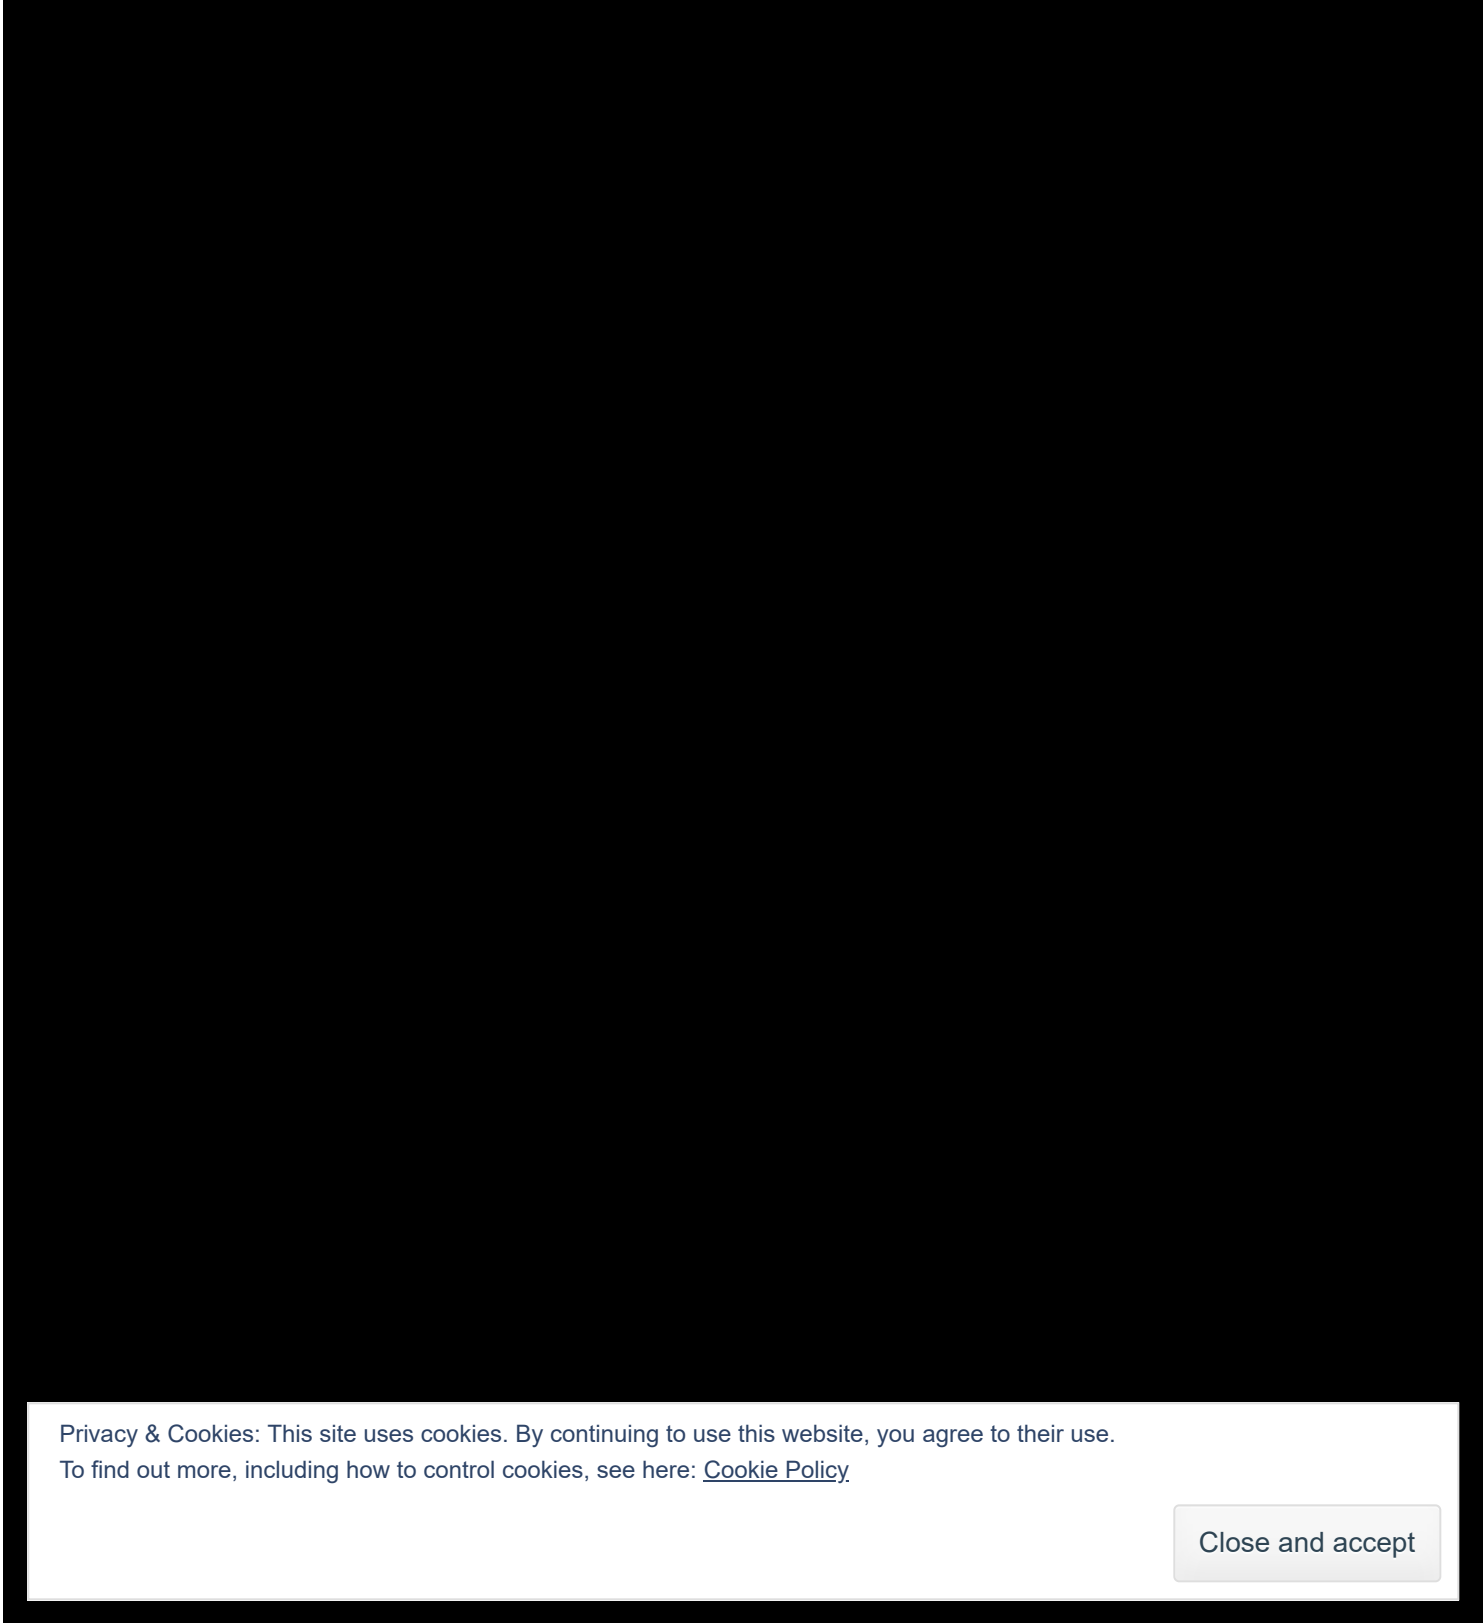 Privacy & Cookies: This site uses cookies. By continuing to use this website, you agree to their use.
To find out more, including how to control cookies, see here: Cookie Policy
Close and accept